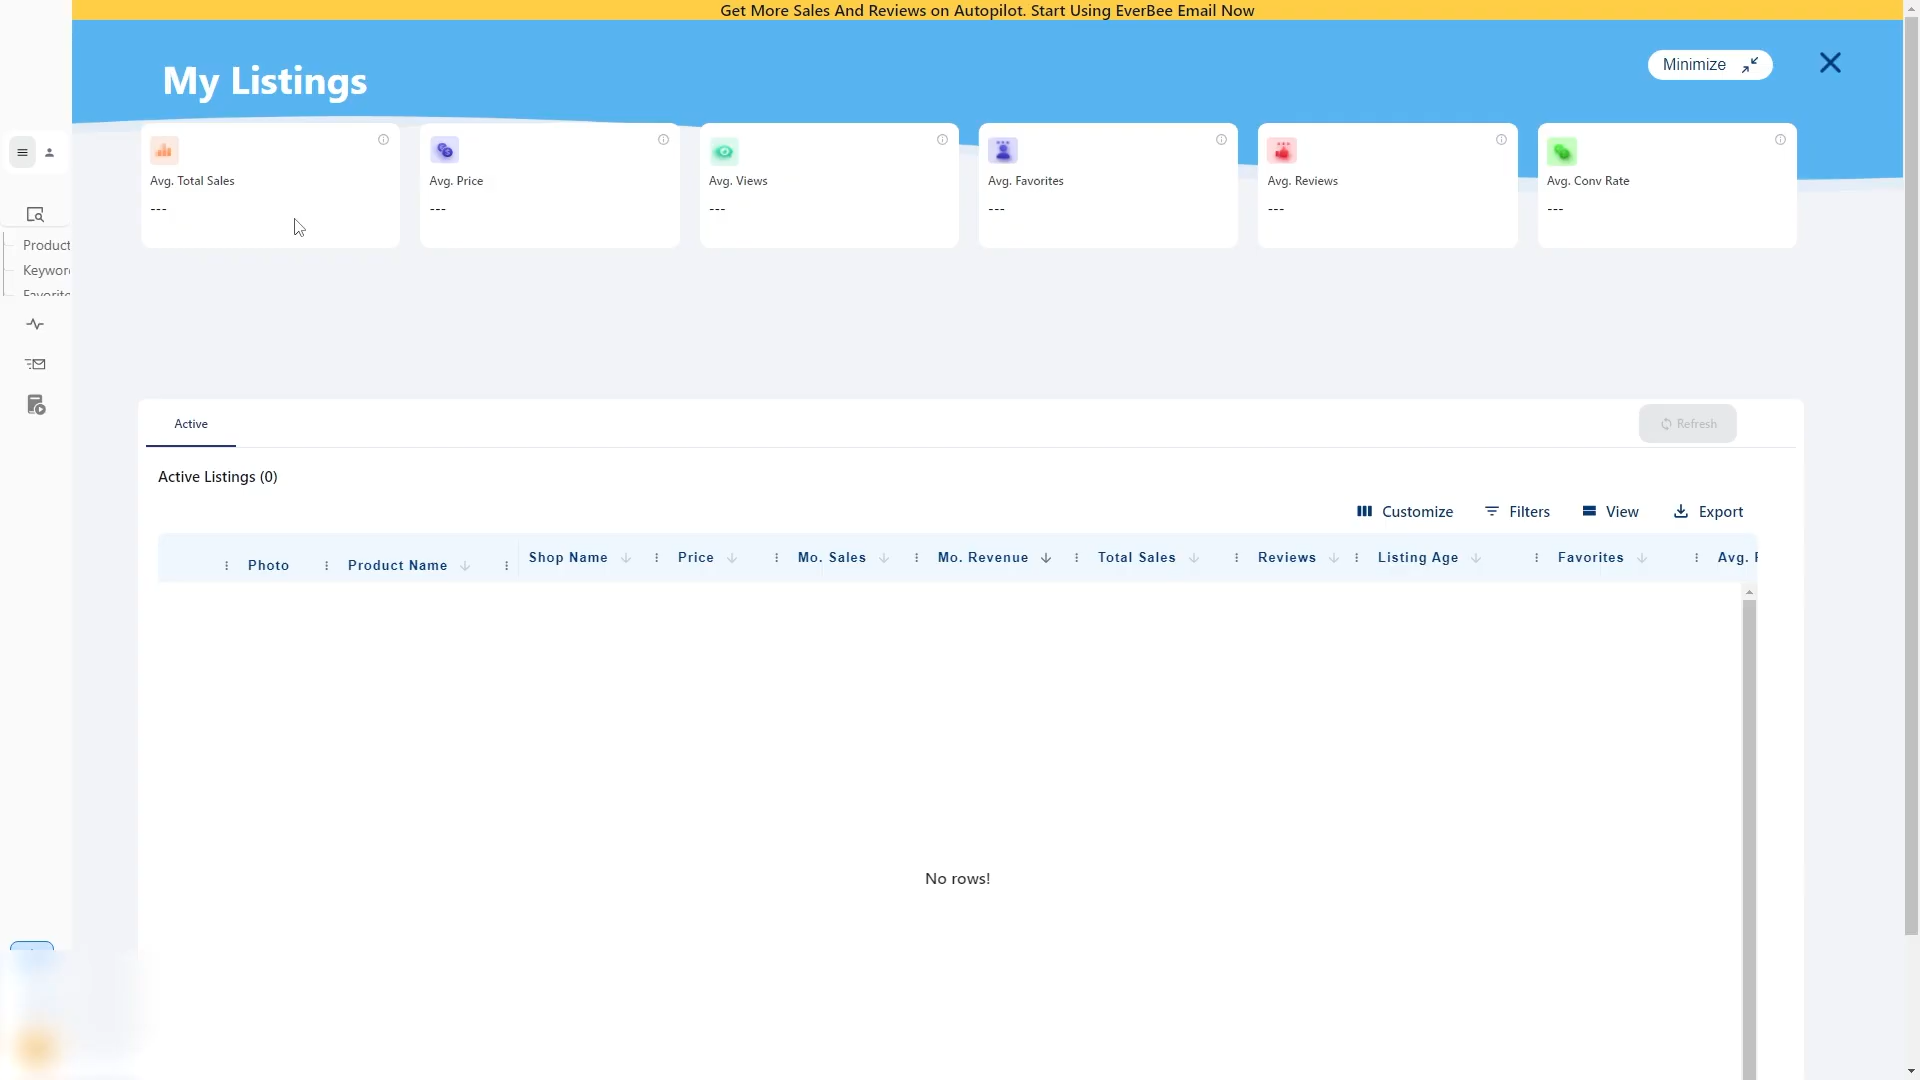 Get More Sales And Reviews on Autopilot. Start Using EverBee Email Now
My Listings
Minimize
Avg. Total Sales
---
Avg. Price
---
Avg. Views
---
Avg. Favorites
---
Avg. Reviews
---
Avg. Conv Rate
---
Product
Keywor
Favorite
Active
Refresh
Active Listings (0)
Customize Filters View Export
Photo Product Name Shop Name Price Mo. Sales Mo. Revenue Total Sales Reviews Listing Age Favorites Avg.
No rows!